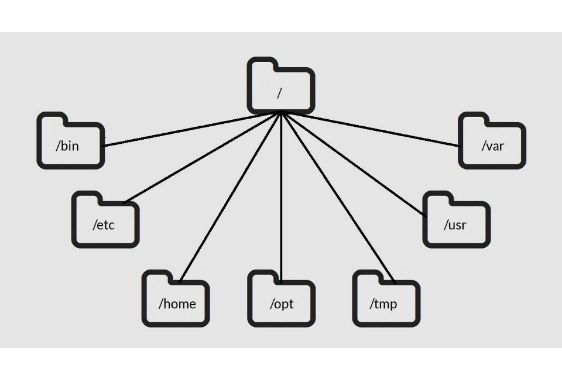 /
/bin
/var
/etc
/usr
/home
/opt
/tmp